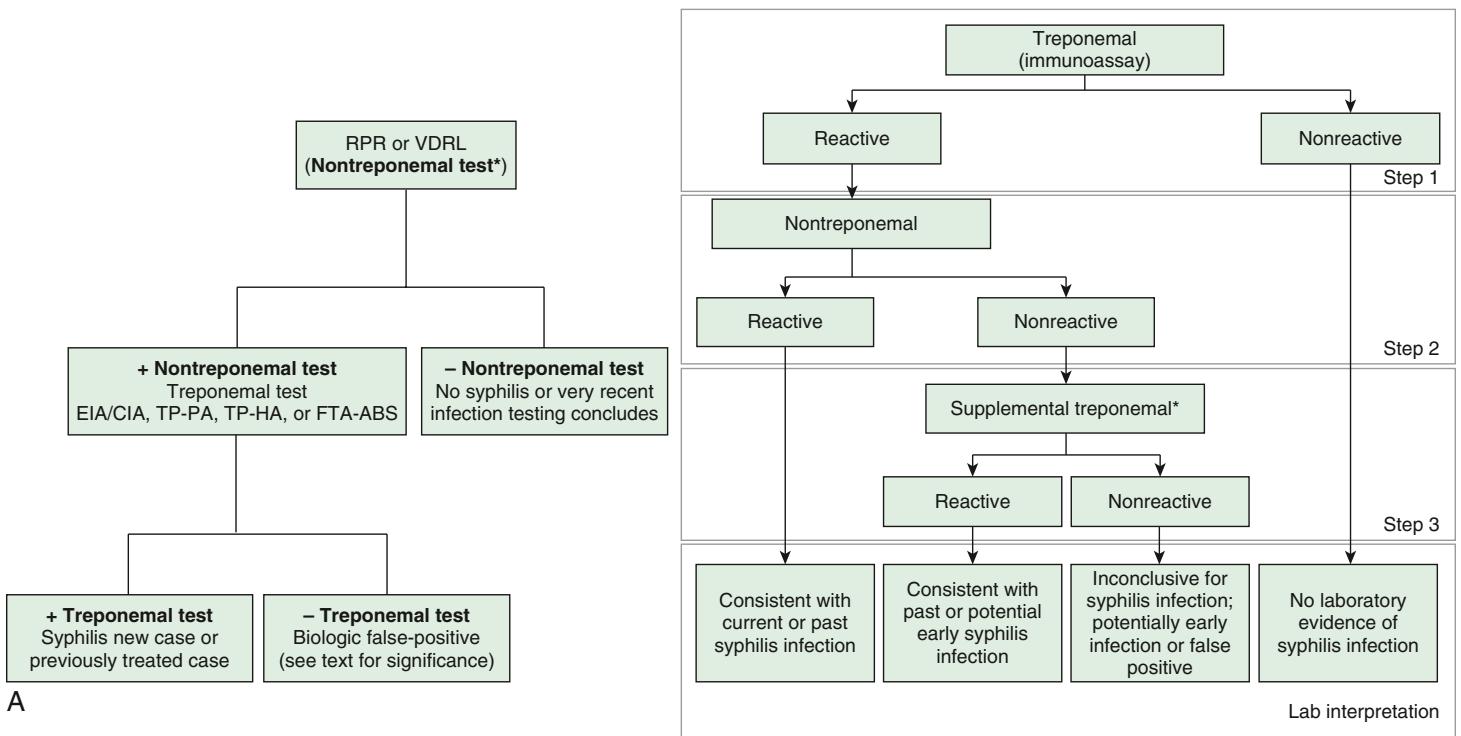 RPR or VDRL
(Nontreponemal test*)
+ Nontreponemal test
Treponemal test
EIA/CIA, TP-PA, TP-HA, or FTA-ABS
– Nontreponemal test
No syphilis or very recent
infection testing concludes
+ Treponemal test
Syphilis new case or
previously treated case
– Treponemal test
Biologic false-positive
(see text for significance)
A
Treponemal
(immunoassay)
Reactive
Nonreactive
Step 1
Nontreponemal
Reactive
Nonreactive
Step 2
Supplemental treponemal*
Reactive
Nonreactive
Step 3
Consistent with
current or past
syphilis infection
Consistent with
past or potential
early syphilis
infection
Inconclusive for
syphilis infection;
potentially early
infection or false
positive
No laboratory
evidence of
syphilis infection
Lab interpretation